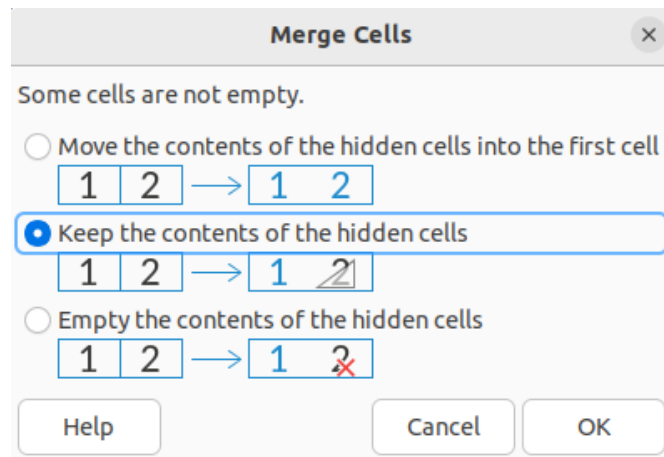 Merge Cells
Some cells are not empty.
Move the contents of the hidden cells into the first cell
1 2 1 2
Keep the contents of the hidden cells
1 2 1 2
Empty the contents of the hidden cells
1 2 1 2
Help Cancel OK